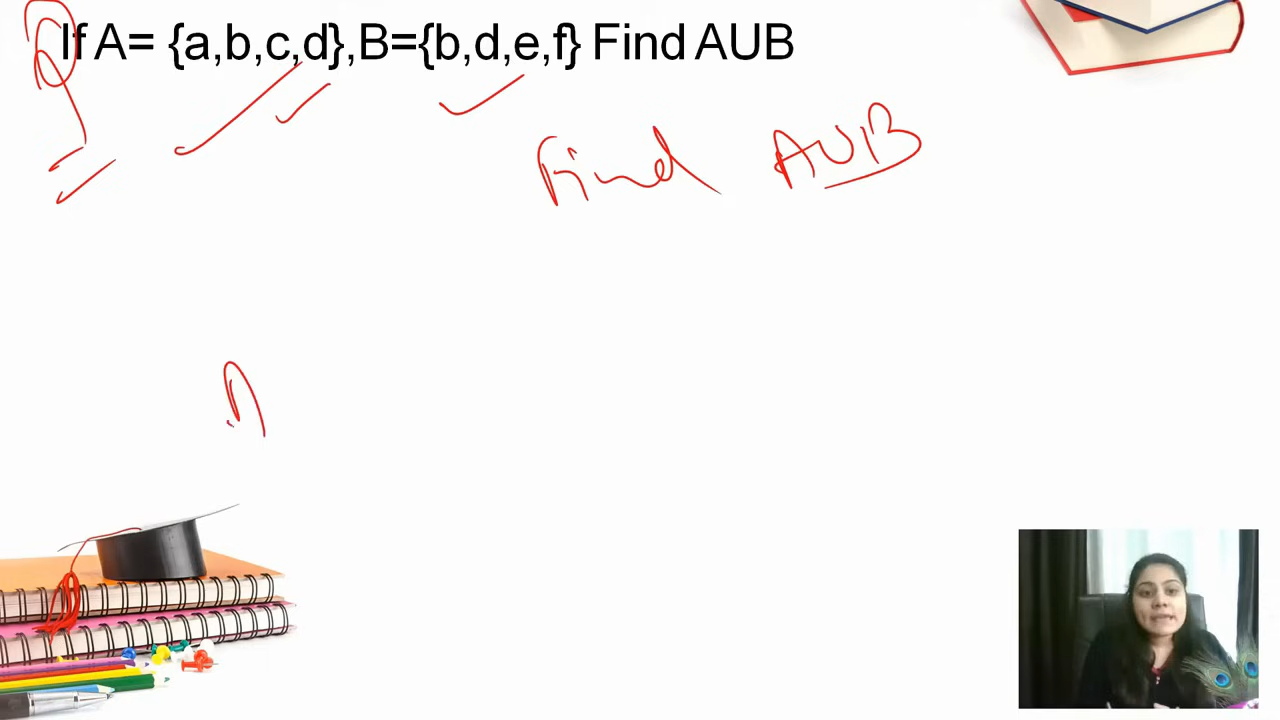 If A= {a,b,c,d},B={b,d,e,f} Find AUB
Q
Find AUB
A